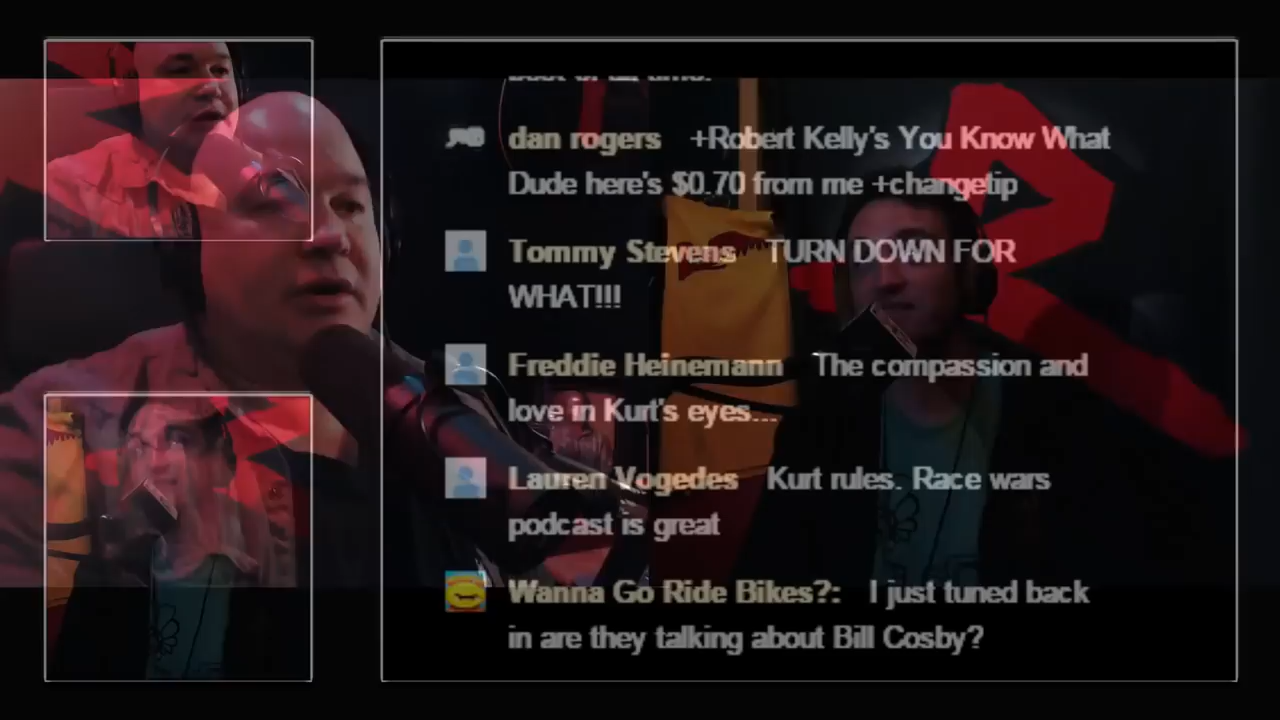 dan rogers +Robert Kelly's You Know What
Dude here's $0.70 from me +changetip
Tommy Stevens TURN DOWN FOR
WHAT!!!
Freddie Heinemann The compassion and
love in Kurt's eyes...
Lauren Vogedes Kurt rules. Race wars
podcast is great
Wanna Go Ride Bikes?: I just tuned back
in are they talking about Bill Cosby?